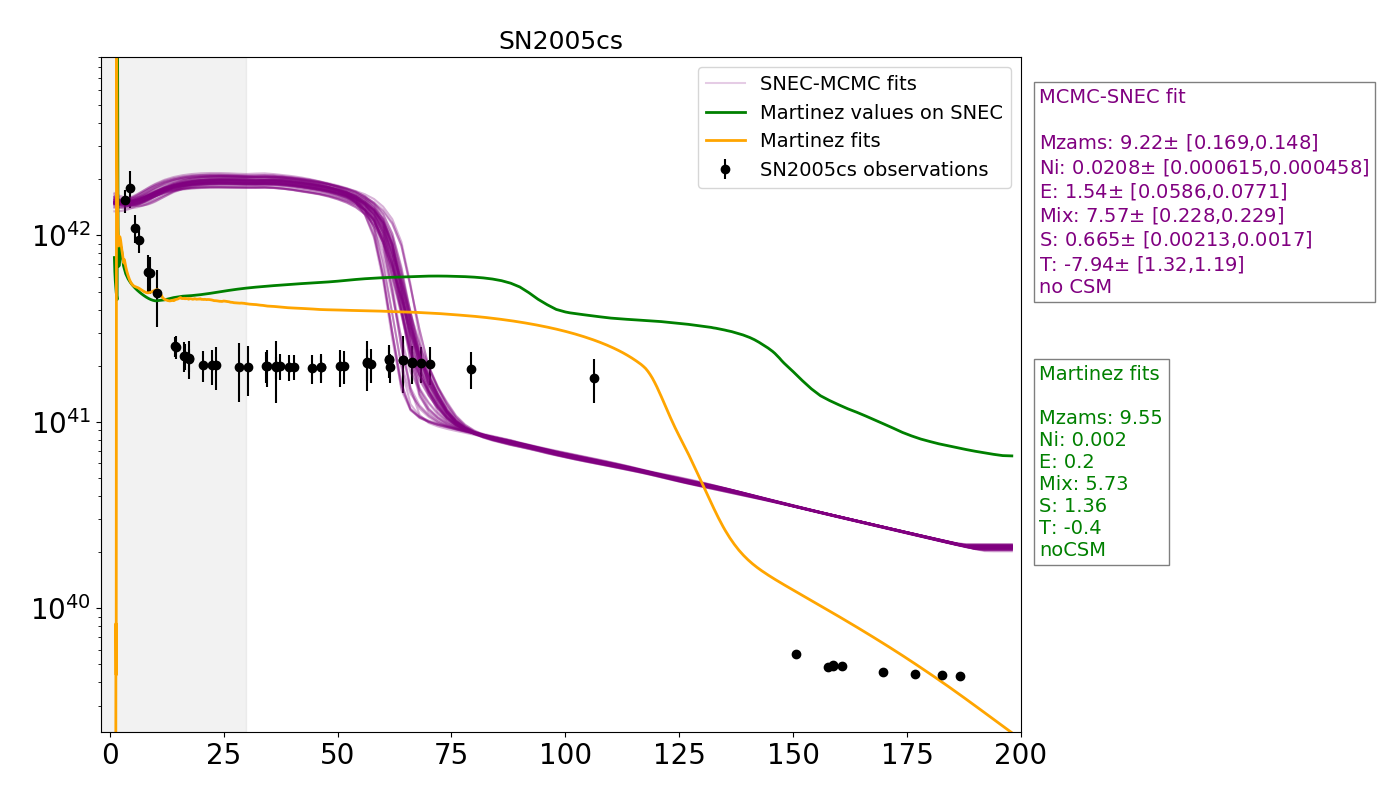 SN2005cs
SNEC-MCMC fits
Martinez values on SNEC
Martinez fits
SN2005cs observations
10^42
10^41
10^40
0 25 50 75 100 125 150 175 200
MCMC-SNEC fit
Mzams: 9.22± [0.169,0.148]
Ni: 0.0208± [0.000615,0.000458]
E: 1.54± [0.0586,0.0771]
Mix: 7.57± [0.228,0.229]
S: 0.665± [0.00213,0.0017]
T: -7.94± [1.32,1.19]
no CSM
Martinez fits
Mzams: 9.55
Ni: 0.002
E: 0.2
Mix: 5.73
S: 1.36
T: -0.4
noCSM